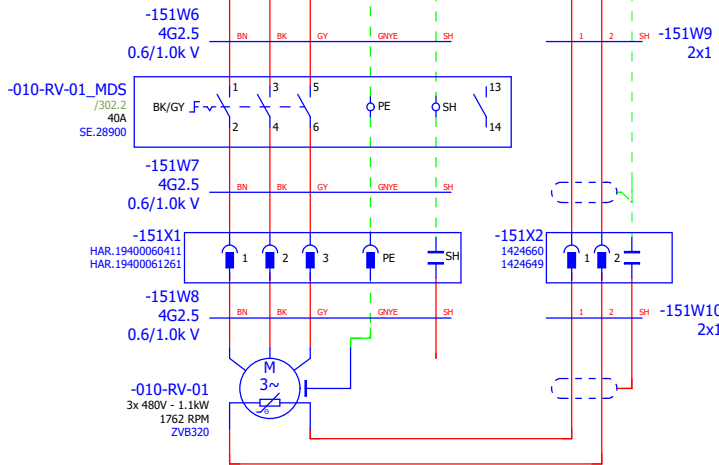 -151W6
4G2.5
0.6/1.0k V
BN BK GY GNYE SH
1 2 SH
-151W9
2x1
-010-RV-01_MDS
/302.2
40A
SE.28900
BK/GY
1 3 5
PE
SH
13
2 4 6
14
-151W7
4G2.5
0.6/1.0k V
BN BK GY GNYE SH
-151X1
HAR.19400060411
HAR.19400061261
1 2 3 PE SH
-151X2
1424660
1424649
1 2
-151W8
4G2.5
0.6/1.0k V
BN BK GY GNYE SH
1 2 SH
-151W10
2x1
M
3~
θ
-010-RV-01
3x 480V - 1.1kW
1762 RPM
ZVB320